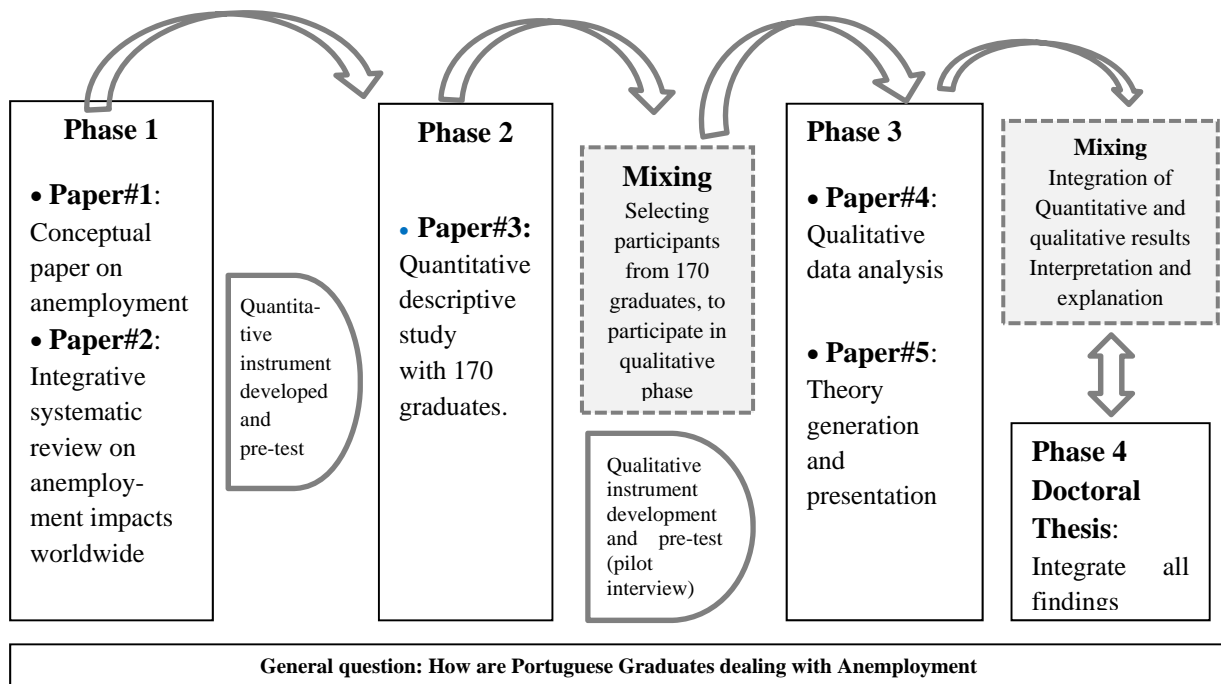 Phase 1
• Paper#1:
Conceptual
paper on
anemployment
• Paper#2:
Integrative
systematic
review on
anemploy-
ment impacts
worldwide
Quantita-
tive
instrument
developed
and
pre-test
Phase 2
• Paper#3:
Quantitative
descriptive
study
with 170
graduates.
Mixing
Selecting
participants
from 170
graduates, to
participate in
qualitative
phase
Qualitative
instrument
development
and pre-test
(pilot
interview)
Phase 3
• Paper#4:
Qualitative
data analysis
• Paper#5:
Theory
generation
and
presentation
Mixing
Integration of
Quantitative and
qualitative results
Interpretation and
explanation
Phase 4
Doctoral
Thesis:
Integrate all
findings
General question: How are Portuguese Graduates dealing with Anemployment